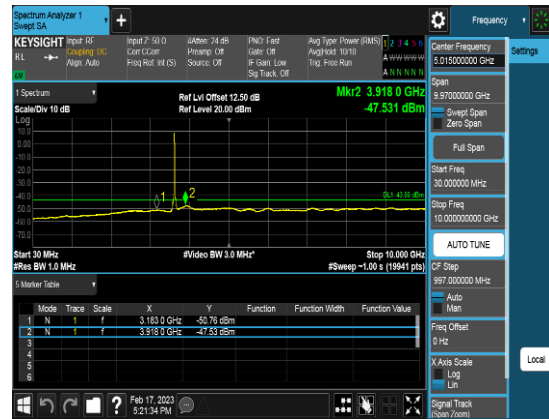 Spectrum Analyzer 1
Swept SA
+
Frequency
KEYSIGHT
RL
Input: RF
Coupling: DC
Align: Auto
Input Z: 50 Ω
Corr CCorr
Freq Ref: Int (S)
#Atten: 24 dB
Preamp: Off
Source: Off
PNO: Fast
Gate: Off
IF Gain: Low
Sig Track: Off
Avg Type: Power (RMS)
Avg|Hold: 10/10
Trig: Free Run
1 2 3 4 5 6
A W W W W W
A N N N N N
1 Spectrum
Scale/Div 10 dB
Log
Ref Lvl Offset 12.50 dB
Ref Level 20.00 dBm
Mkr2 3.918 0 GHz
-47.531 dBm
10.0
0.00
-10.0
-20.0
-30.0
-40.0
-50.0
-60.0
-70.0
1
2
Start 30 MHz
#Res BW 1.0 MHz
#Video BW 3.0 MHz*
Stop 10.000 GHz
#Sweep ~1.00 s (19941 pts)
5 Marker Table
Mode Trace Scale X Y Function Function Width Function Value
1 N 1 f 3.183 0 GHz -50.76 dBm
2 N 1 f 3.918 0 GHz -47.53 dBm
3
4
5
6
Feb 17, 2023
5:21:34 PM
Center Frequency
5.015000000 GHz
Span
9.97000000 GHz
Swept Span
Zero Span
Full Span
Start Freq
30.000000 MHz
Stop Freq
10.000000000 GHz
AUTO TUNE
CF Step
997.000000 MHz
Auto
Man
Freq Offset
0 Hz
X Axis Scale
Log
Lin
Signal Track
(Span Zoom)
Settings
Local